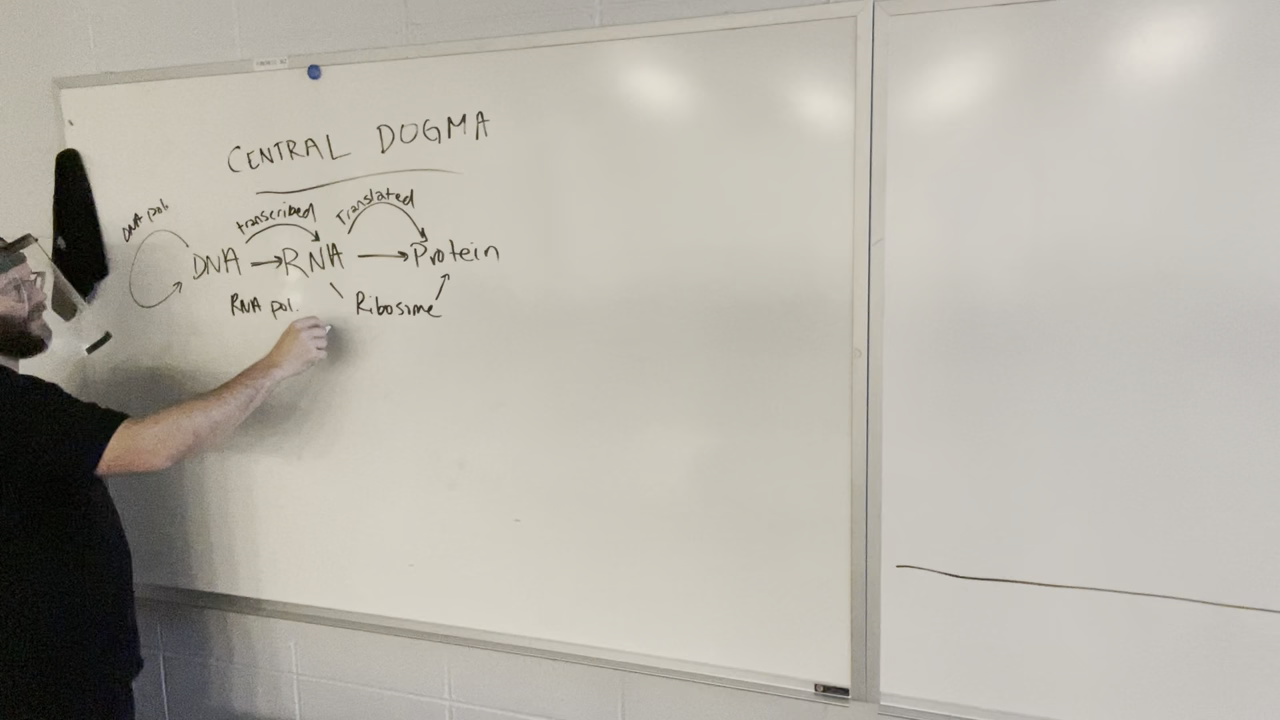 CENTRAL DOGMA
DNA pol.
transcribed
Translated
DNA → RNA → Protein
RNA pol.
Ribosome